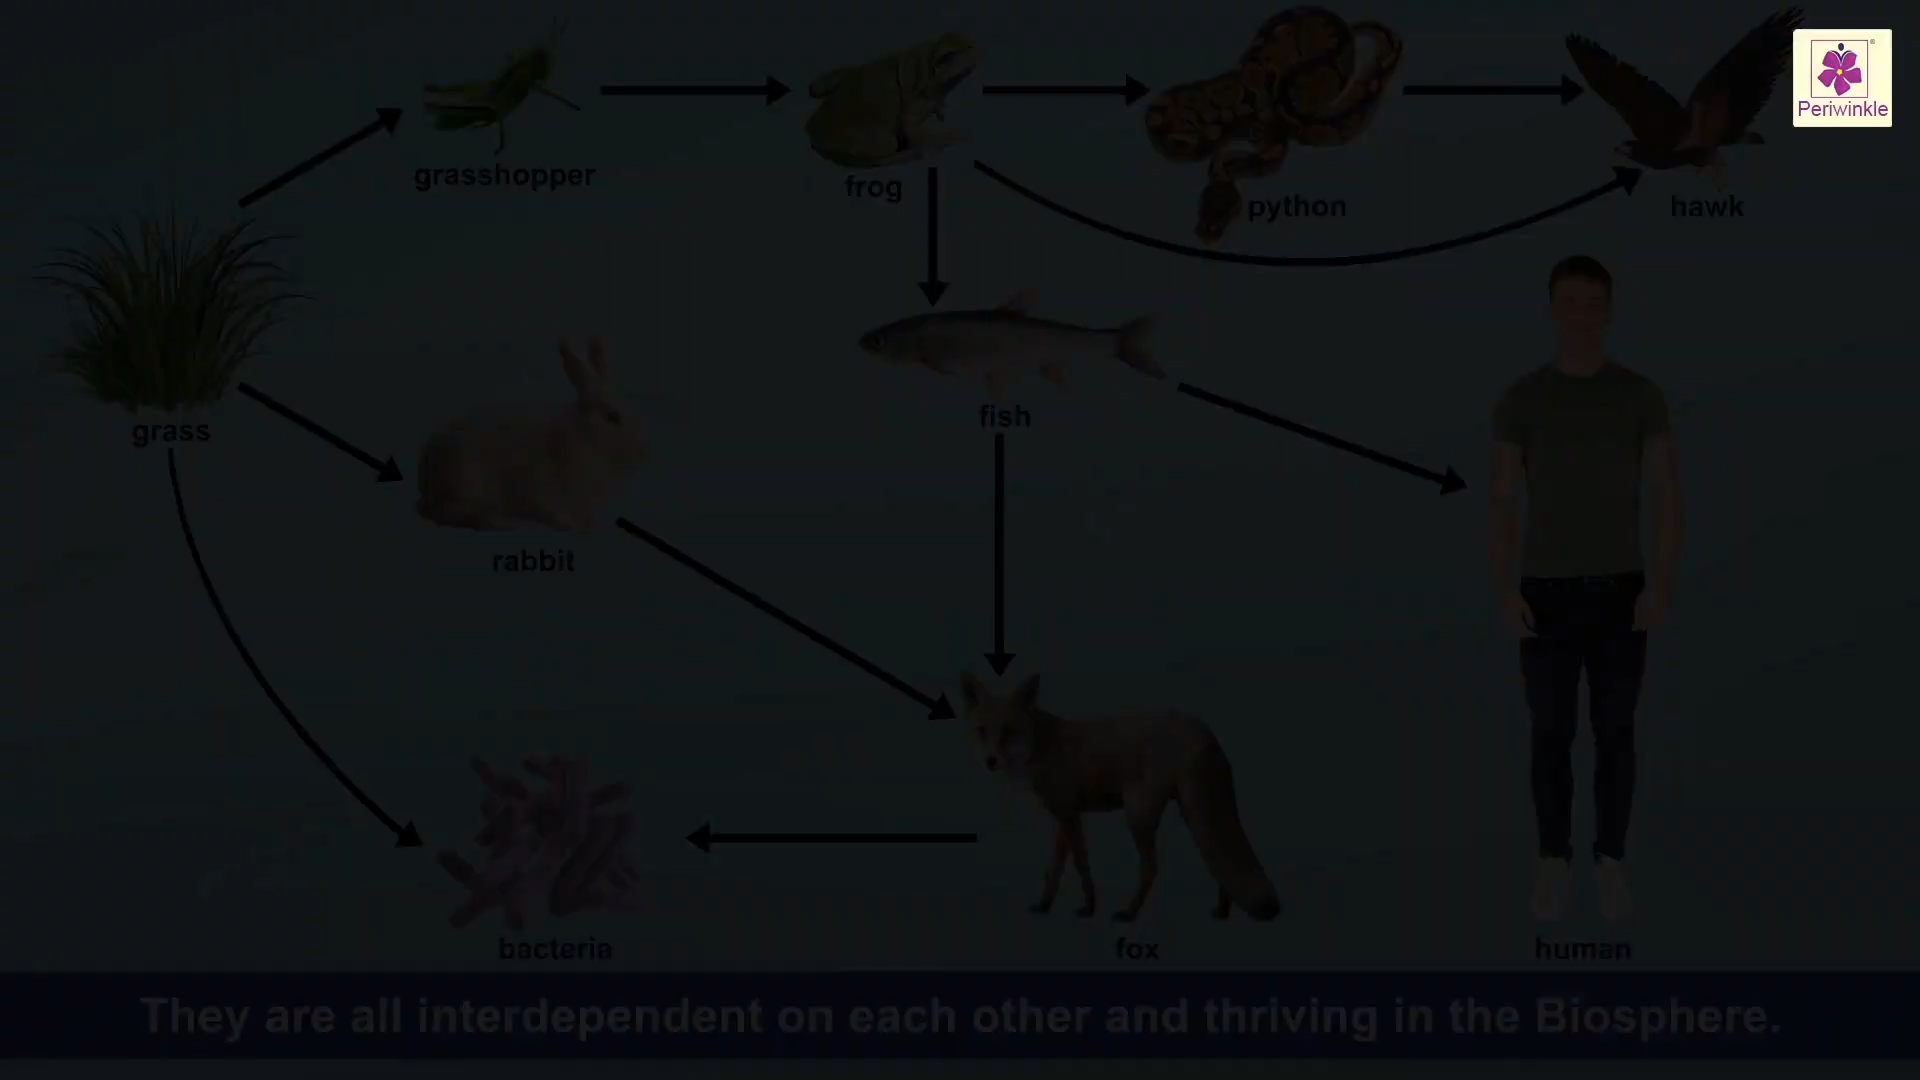 Periwinkle
grasshopper
frog
python
hawk
grass
fish
rabbit
bacteria
fox
human
They are all interdependent on each other and thriving in the Biosphere.